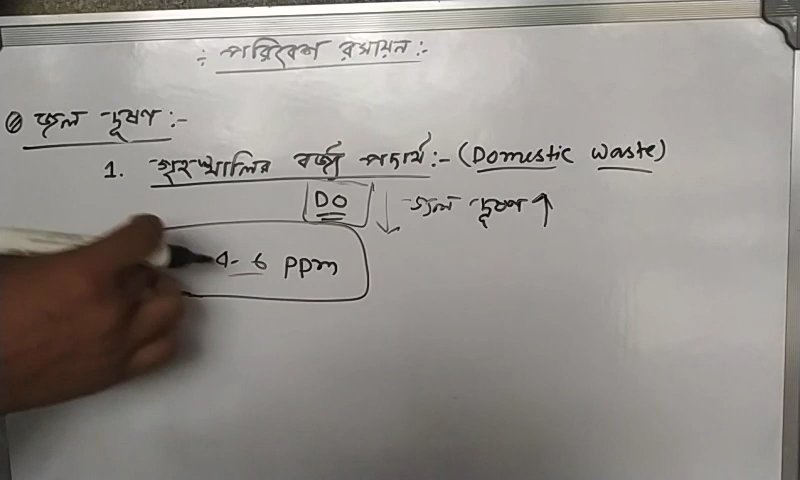 ÷ পরিবেশ রসায়ন:-
জল দূষণ:-
1. গৃহস্থালির বর্জ্য পদার্থ:- (Domestic waste)
DO ↓ জল দূষণ ↑
4-6 ppm